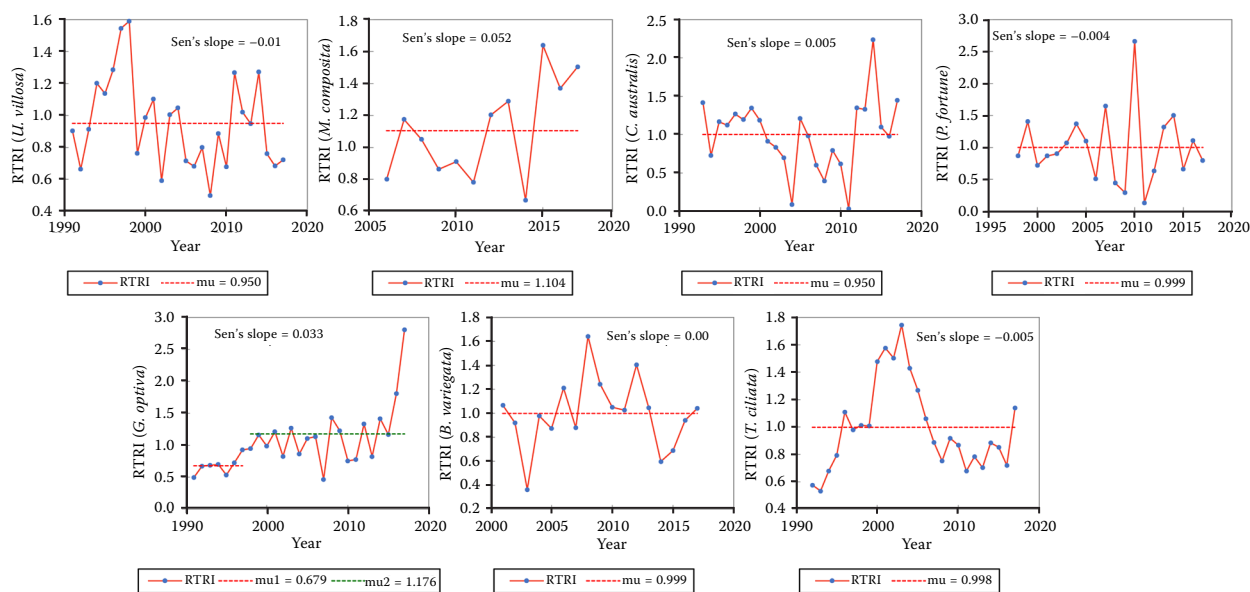 RTRI (U. villosa)
1.6
1.4
1.2
1.0
0.8
0.6
0.4
Sen's slope = −0.01
1990
2000
2010
2020
Year
RTRI
mu = 0.950
RTRI (M. composita)
1.8
1.6
1.4
1.2
1.0
0.8
0.6
Sen's slope = 0.052
2005
2010
2015
2020
Year
RTRI
mu = 1.104
RTRI (C. australis)
2.5
2.0
1.5
1.0
0.5
0.0
Sen's slope = 0.005
1990
2000
2010
2020
Year
RTRI
mu = 0.950
RTRI (P. fortune)
3.0
2.5
2.0
1.5
1.0
0.5
0.0
Sen's slope = −0.004
1995
2000
2005
2010
2015
2020
Year
RTRI
mu = 0.999
RTRI (G. optiva)
3.0
2.5
2.0
1.5
1.0
0.5
0.0
Sen's slope = 0.033
1990
2000
2010
2020
Year
RTRI
mu1 = 0.679
mu2 = 1.176
RTRI (B. variegata)
1.8
1.6
1.4
1.2
1.0
0.8
0.6
0.4
0.2
Sen's slope = 0.00
2000
2005
2010
2015
2020
Year
RTRI
mu = 0.999
RTRI (T. ciliata)
1.8
1.6
1.4
1.2
1.0
0.8
0.6
0.4
Sen's slope = −0.005
1990
2000
2010
2020
Year
RTRI
mu = 0.998